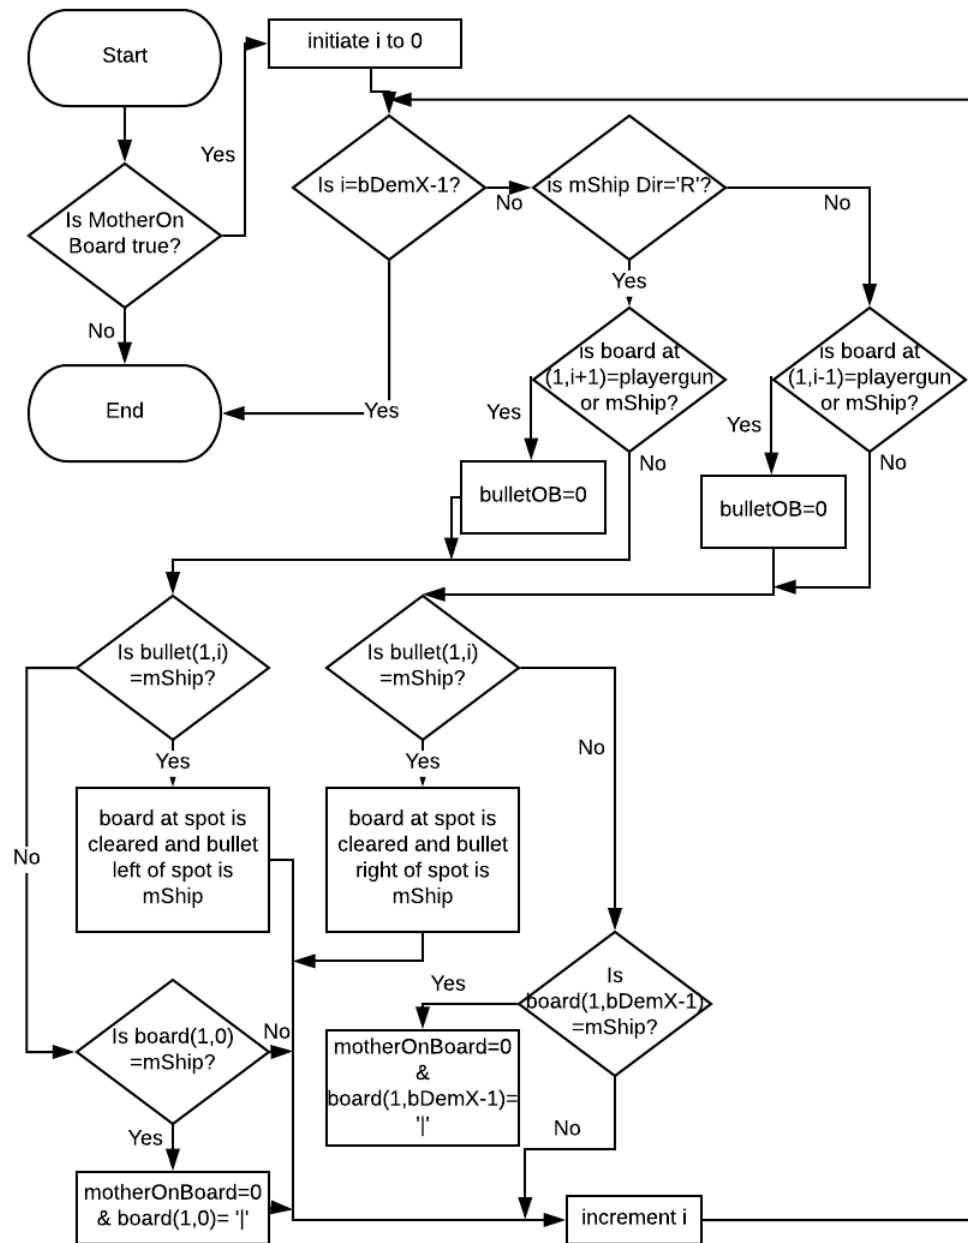 Start
initiate i to 0
Yes
Is MotherOn
Board true?
Is i=bDemX-1?
No
is mShip Dir='R'?
No
No
Yes
End
Yes
is board at
(1,i+1)=playergun
or mShip?
is board at
(1,i-1)=playergun
or mShip?
Yes
Yes
No
No
bulletOB=0
bulletOB=0
Is bullet(1,i)
=mShip?
Is bullet(1,i)
=mShip?
Yes
Yes
No
No
board at spot is
cleared and bullet
left of spot is
mShip
board at spot is
cleared and bullet
right of spot is
mShip
Is
board(1,bDemX-1)
=mShip?
Yes
Is board(1,0)
=mShip?
No
motherOnBoard=0
&
board(1,bDemX-1)=
'|'
No
Yes
motherOnBoard=0
& board(1,0)= '|'
increment i